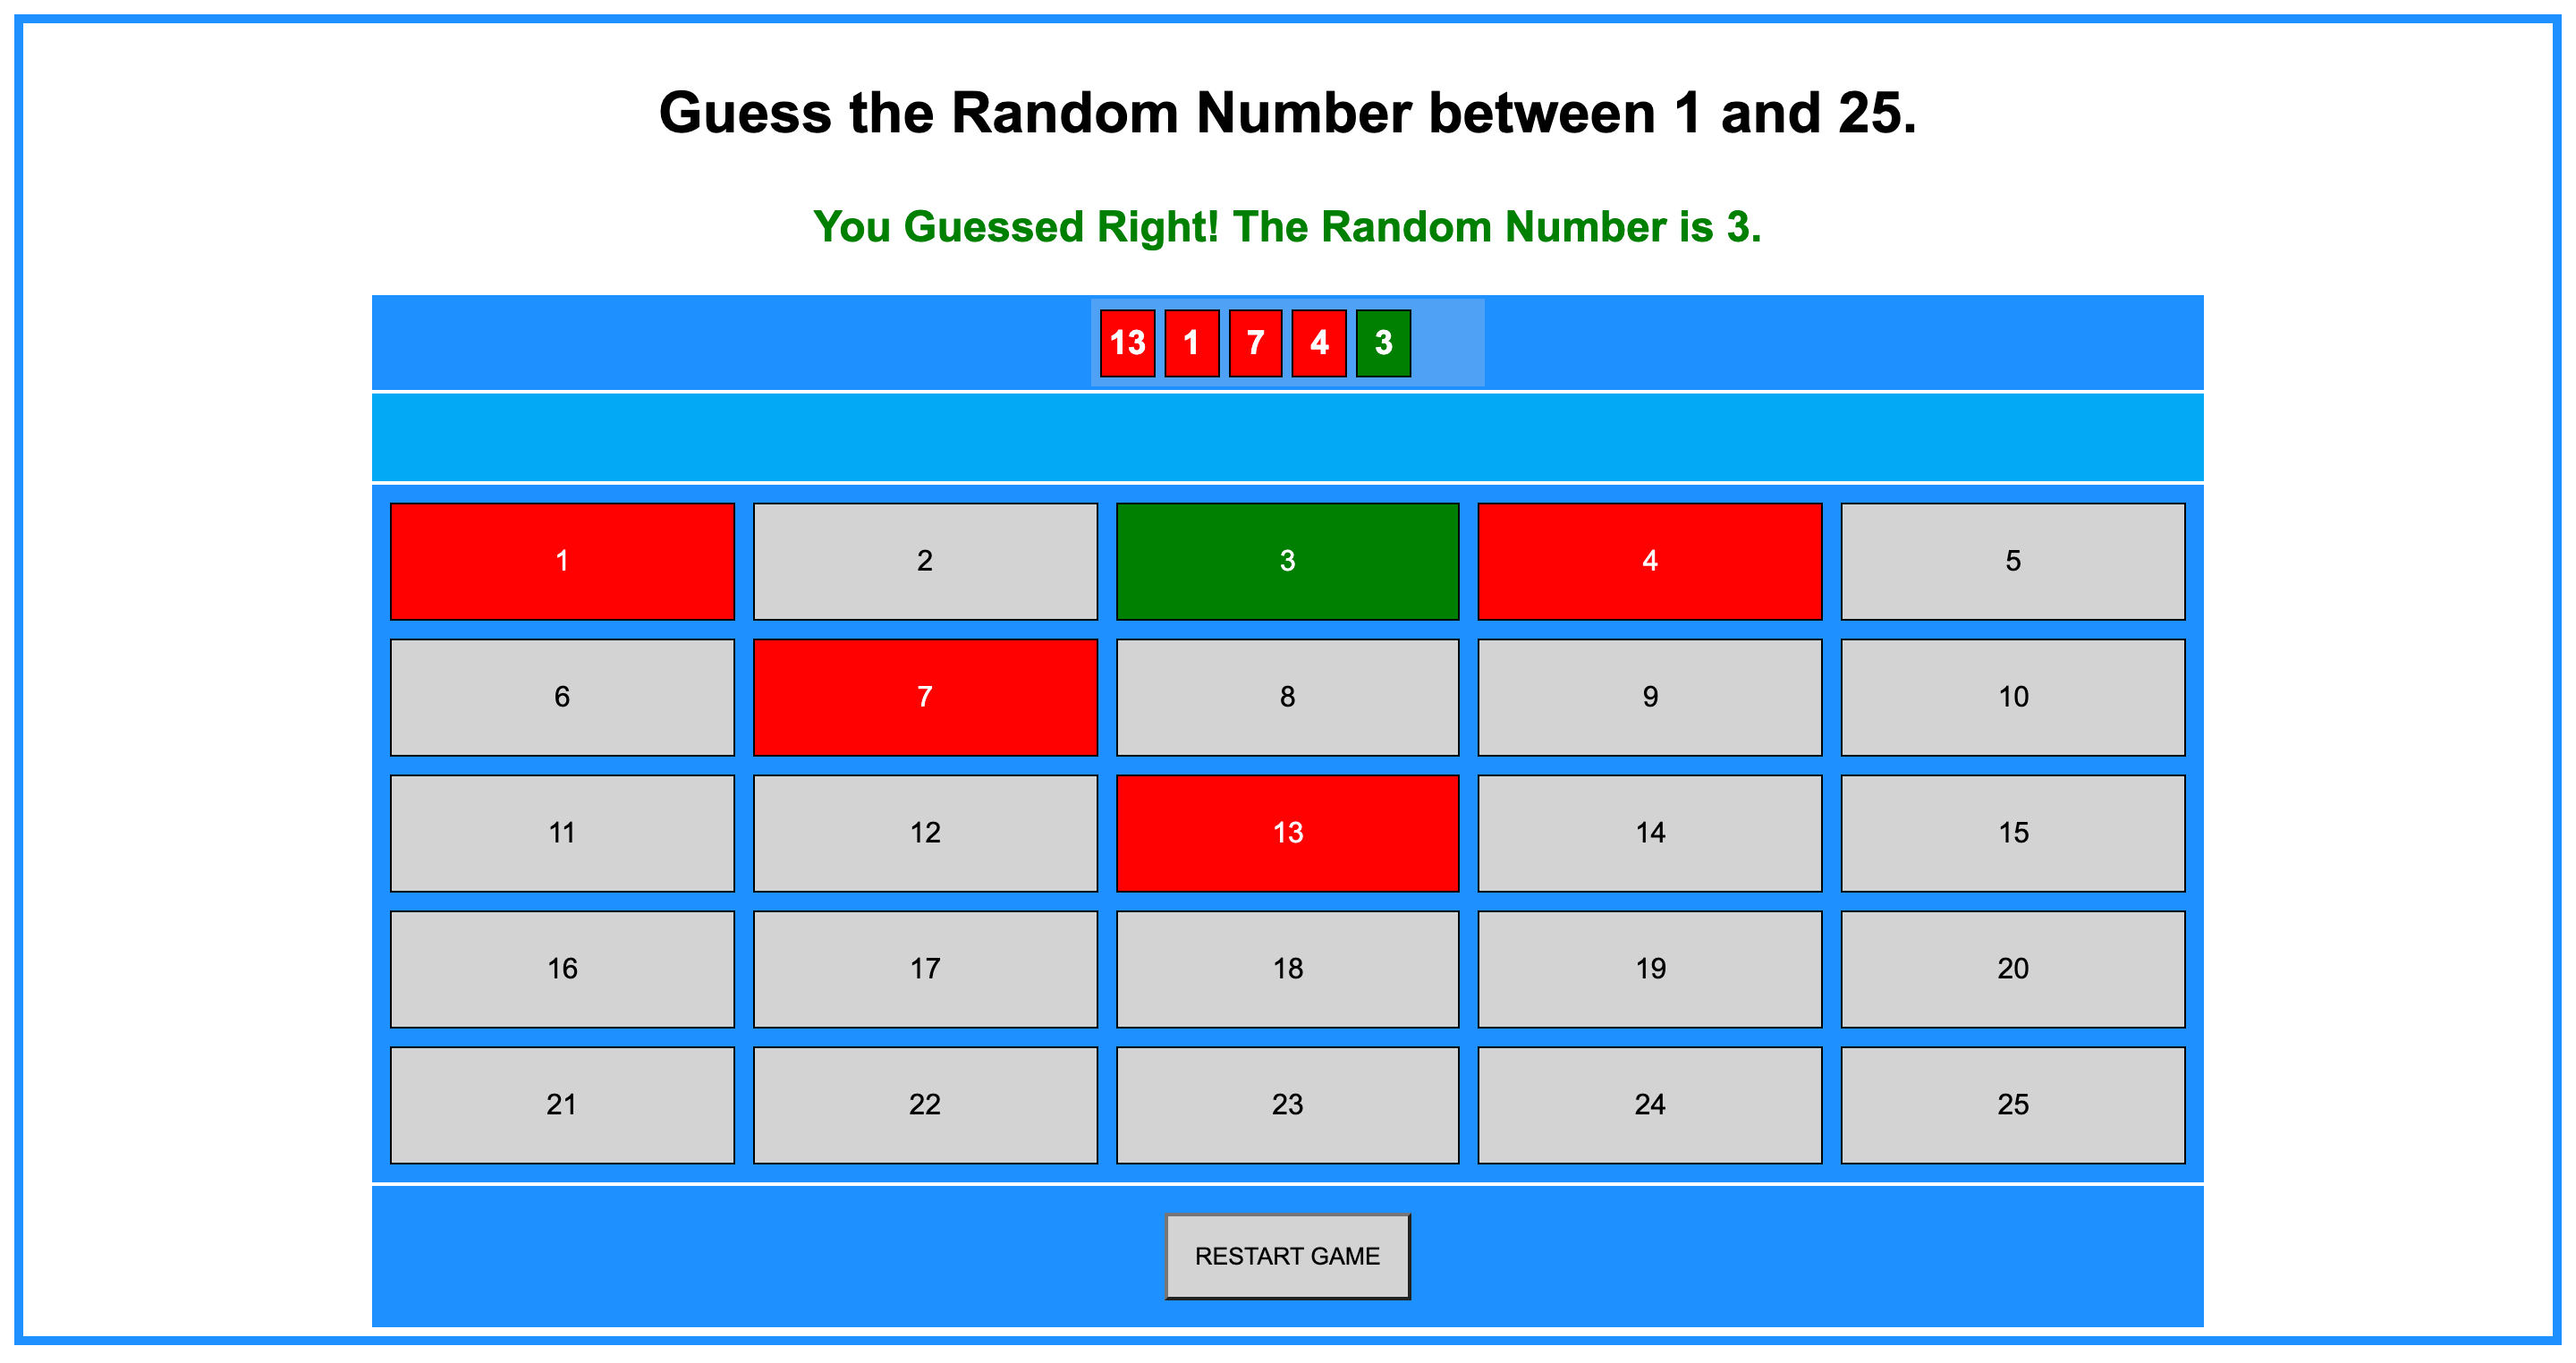 Guess the Random Number between 1 and 25.
You Guessed Right! The Random Number is 3.
13 1 7 4 3
1 2 3 4 5
6 7 8 9 10
11 12 13 14 15
16 17 18 19 20
21 22 23 24 25
RESTART GAME